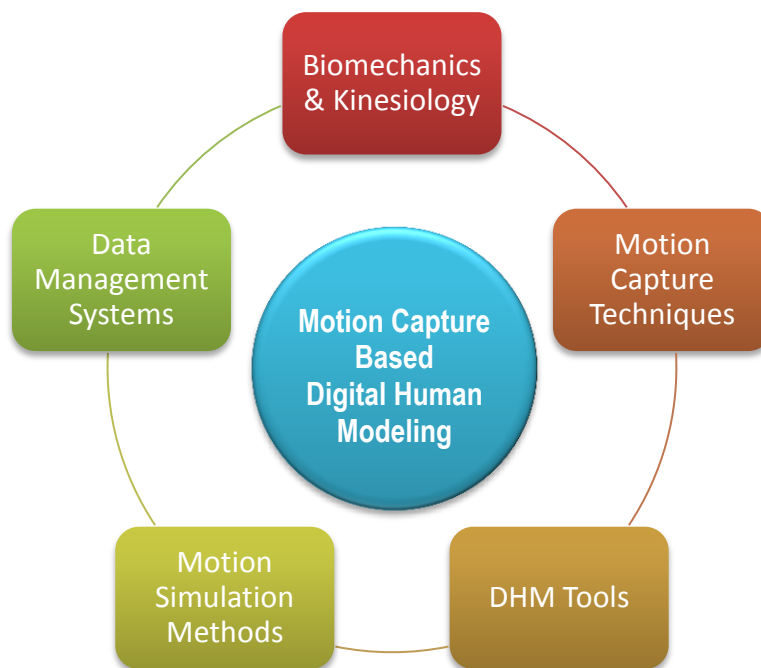 Biomechanics
& Kinesiology
Motion
Capture
Techniques
DHM Tools
Motion
Simulation
Methods
Data
Management
Systems
Motion Capture
Based
Digital Human
Modeling